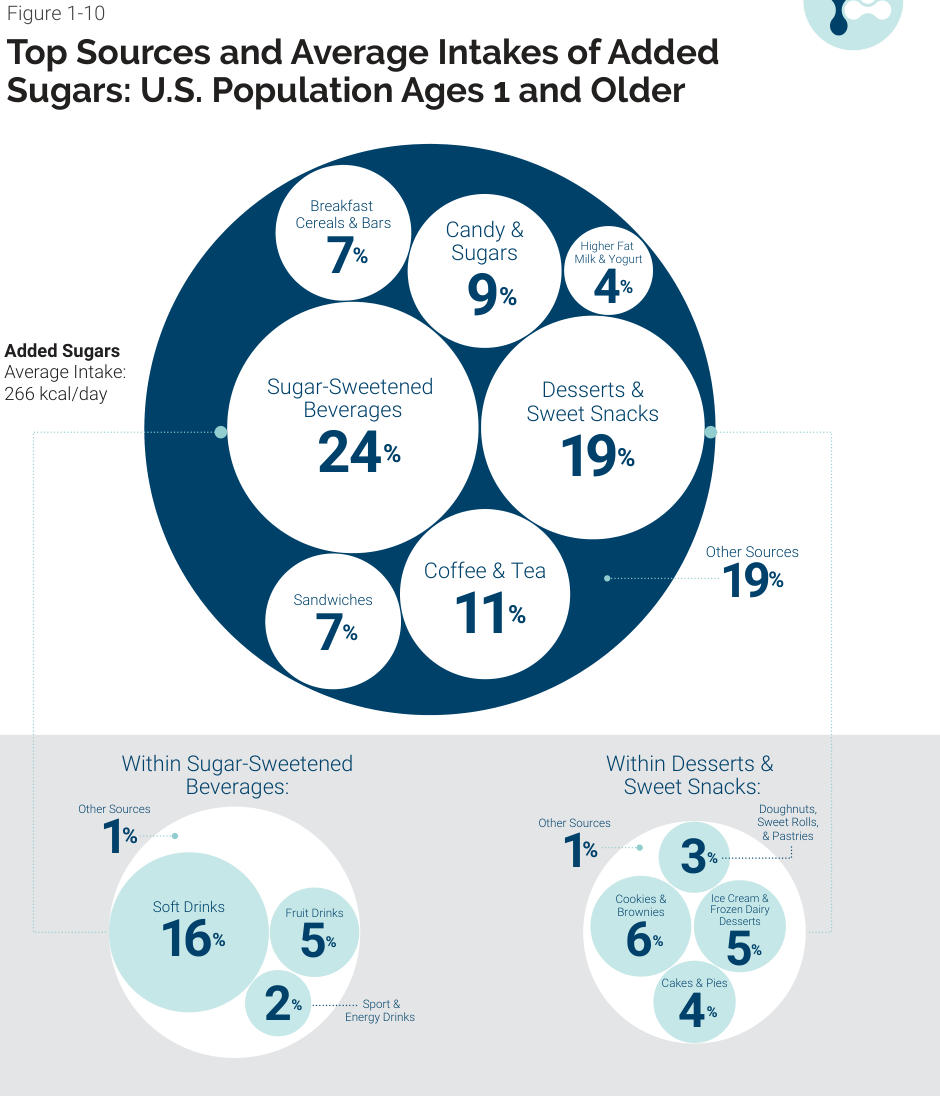 Figure 1-10
Top Sources and Average Intakes of Added
Sugars: U.S. Population Ages 1 and Older
Breakfast
Cereals & Bars
7%
Candy &
Sugars
9%
Higher Fat
Milk & Yogurt
4%
Added Sugars
Average Intake:
266 kcal/day
Sugar-Sweetened
Beverages
24%
Desserts &
Sweet Snacks
19%
Other Sources
19%
Coffee & Tea
11%
Sandwiches
7%
Within Sugar-Sweetened
Beverages:
Other Sources
1%
Soft Drinks
16%
Fruit Drinks
5%
2%
Sport &
Energy Drinks
Within Desserts &
Sweet Snacks:
Other Sources
1%
Doughnuts,
Sweet Rolls,
& Pastries
3%
Cookies &
Brownies
6%
Ice Cream &
Frozen Dairy
Desserts
5%
Cakes & Pies
4%